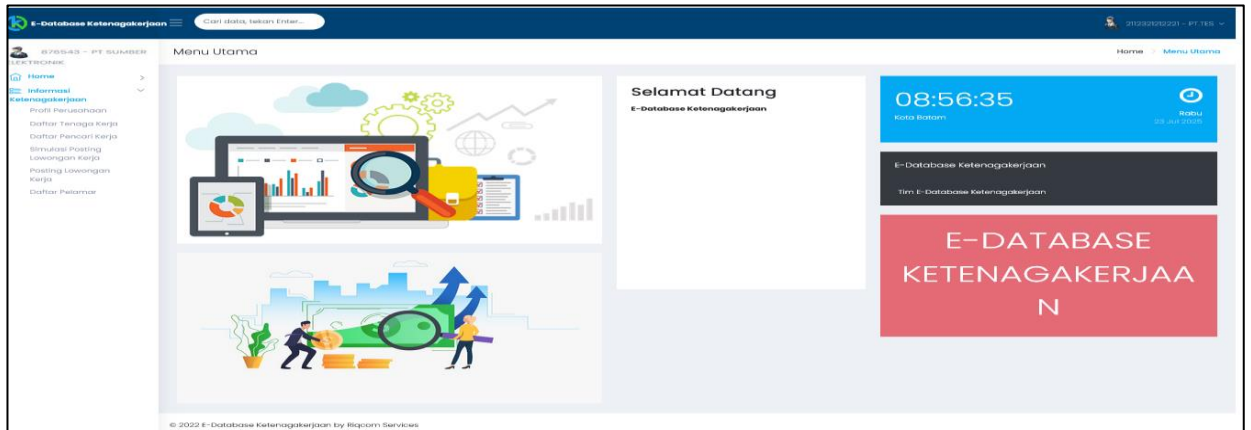 E-Database Ketenagakerjaan
Cari data, tekan Enter...
2112321212221 - PT.TES
876543 - PT SUMBER
ELEKTRONIK
Menu Utama
Home > Menu Utama
Home
Informasi
Ketenagakerjaan
Profil Perusahaan
Daftar Tenaga Kerja
Daftar Pencari Kerja
Simulasi Posting
Lowongan Kerja
Posting Lowongan
Kerja
Daftar Pelamar
Selamat Datang
E-Database Ketenagakerjaan
08:56:35
Kota Batam
Rabu
E-Database Ketenagakerjaan
Tim E-Database Ketenagakerjaan
E-DATABASE
KETENAGAKERJAA
N
© 2022 E-Database Ketenagakerjaan by Riqcom Services